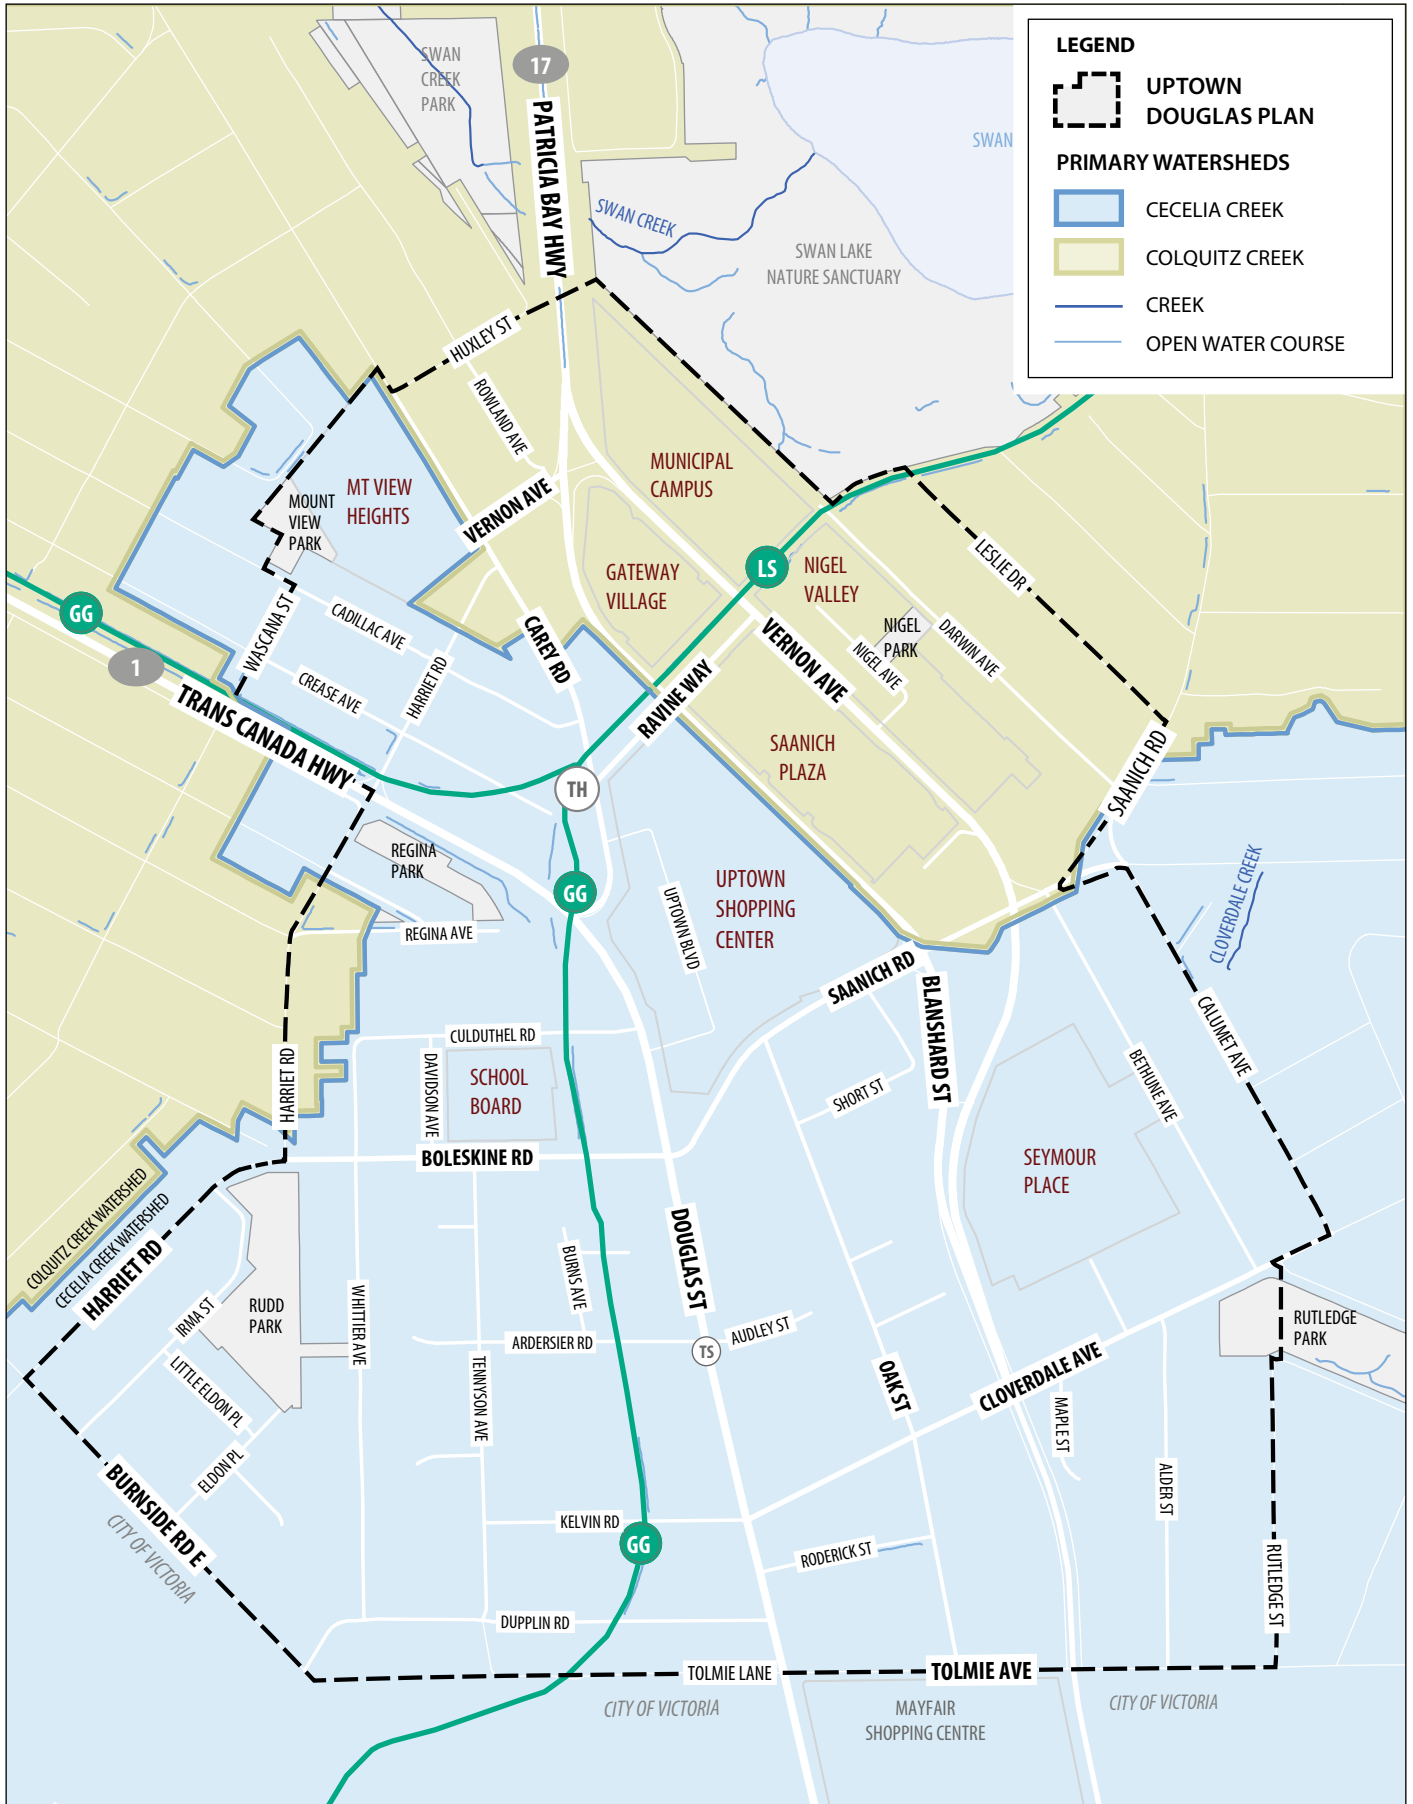 LEGEND
UPTOWN
DOUGLAS PLAN
PRIMARY WATERSHEDS
CECELIA CREEK
COLQUITZ CREEK
CREEK
OPEN WATER COURSE
SWAN
CREEK
PARK
17
PATRICIA BAY HWY
SWAN
SWAN CREEK
SWAN LAKE
NATURE SANCTUARY
HUXLEY ST
ROWLAND AVE
MUNICIPAL
CAMPUS
MT VIEW
HEIGHTS
MOUNT
VIEW
PARK
VERNON AVE
LS
NIGEL
VALLEY
LESLIE DR
GATEWAY
VILLAGE
GG
WASCANA ST
CADILLAC AVE
CAREY RD
VERNON AVE
NIGEL
PARK
DARWIN AVE
NIGEL AVE
1
TRANS CANADA HWY
CREASE AVE
HARRIET RD
RAVINE WAY
SAANICH
PLAZA
SAANICH RD
TH
REGINA
PARK
GG
UPTOWN BLVD
UPTOWN
SHOPPING
CENTER
CLOVERDALE CREEK
REGINA AVE
SAANICH RD
BLANSHARD ST
CALUMET AVE
CULDUTHEL RD
HARRIET RD
DAVIDSON AVE
SCHOOL
BOARD
SHORT ST
BETHUNE AVE
BOLESKINE RD
SEYMOUR
PLACE
COLQUITZ CREEK WATERSHED
CECELIA CREEK WATERSHED
HARRIET RD
DOUGLAS ST
BURNS AVE
WHITTIER AVE
IRMA ST
RUDD
PARK
RUTLEDGE
PARK
ARDERSIER RD
TS
AUDLEY ST
LITTLE ELDON PL
TENNYSON AVE
OAK ST
CLOVERDALE AVE
MAPLE ST
ELDON PL
ALDER ST
BURNSIDE RD E
CITY OF VICTORIA
KELVIN RD
GG
RODERICK ST
RUTLEDGE ST
DUPPLIN RD
TOLMIE LANE
TOLMIE AVE
CITY OF VICTORIA
MAYFAIR
SHOPPING CENTRE
CITY OF VICTORIA